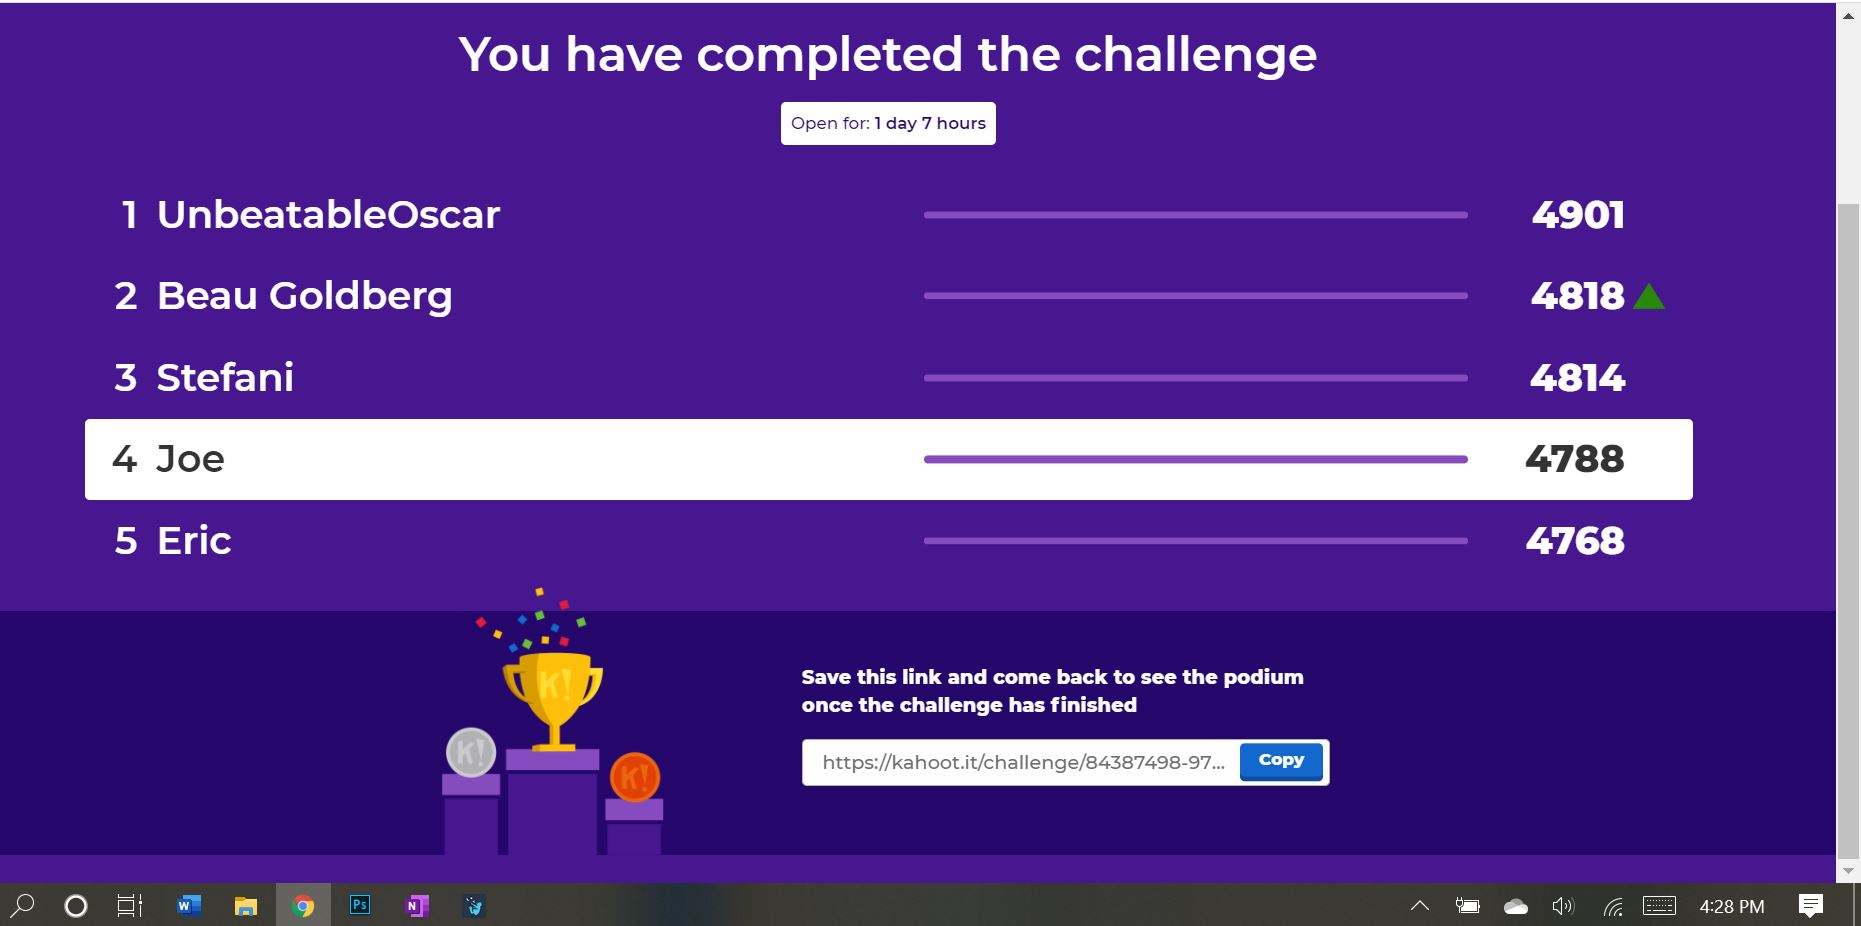 You have completed the challenge
Open for: 1 day 7 hours
1 UnbeatableOscar 4901
2 Beau Goldberg 4818
3 Stefani 4814
4 Joe 4788
5 Eric 4768
K!
K!
K!
Save this link and come back to see the podium
once the challenge has finished
https://kahoot.it/challenge/84387498-97... Copy
W
Ps
N
4:28 PM